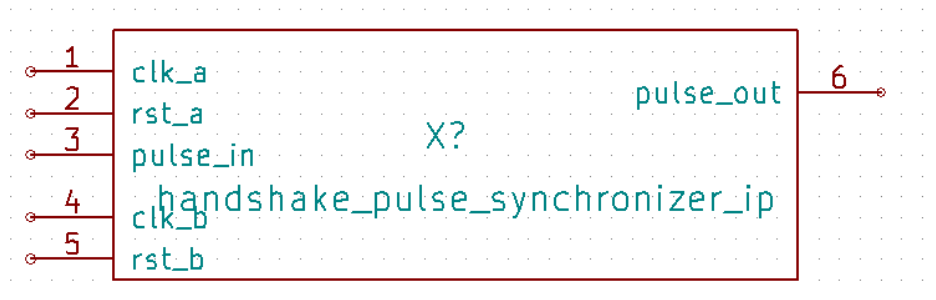 1 clk_a
2 rst_a
3 pulse_in
4 clk_b
5 rst_b
X?
handshake_pulse_synchronizer_ip
pulse_out 6